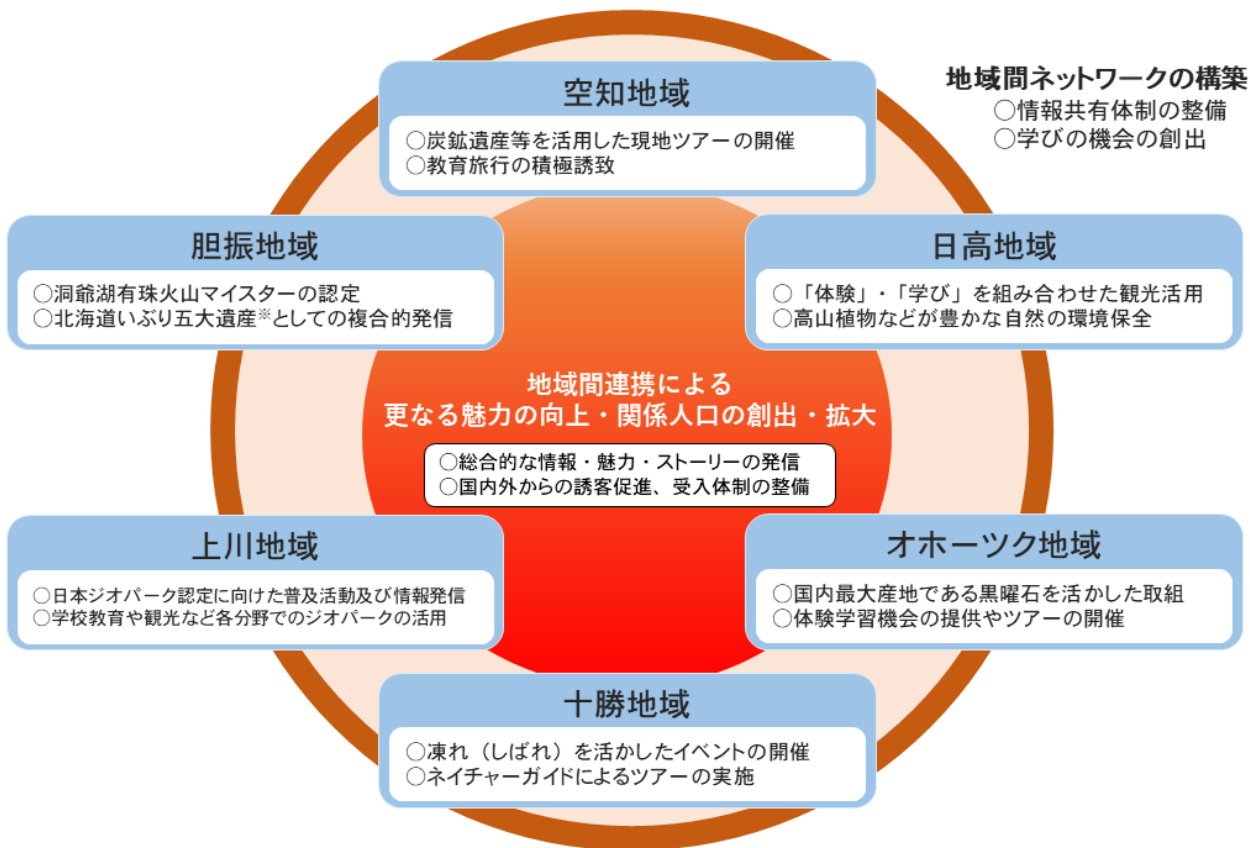 空知地域
○炭鉱遺産等を活用した現地ツアーの開催
○教育旅行の積極誘致
地域間ネットワークの構築
○情報共有体制の整備
○学びの機会の創出
胆振地域
○洞爺湖有珠火山マイスターの認定
○北海道いぶり五大遺産※としての複合的発信
日高地域
○「体験」・「学び」を組み合わせた観光活用
○高山植物などが豊かな自然の環境保全
地域間連携による
更なる魅力の向上・関係人口の創出・拡大
○総合的な情報・魅力・ストーリーの発信
○国内外からの誘客促進、受入体制の整備
上川地域
○日本ジオパーク認定に向けた普及活動及び情報発信
○学校教育や観光など各分野でのジオパークの活用
オホーツク地域
○国内最大産地である黒曜石を活かした取組
○体験学習機会の提供やツアーの開催
十勝地域
○凍れ（しばれ）を活かしたイベントの開催
○ネイチャーガイドによるツアーの実施